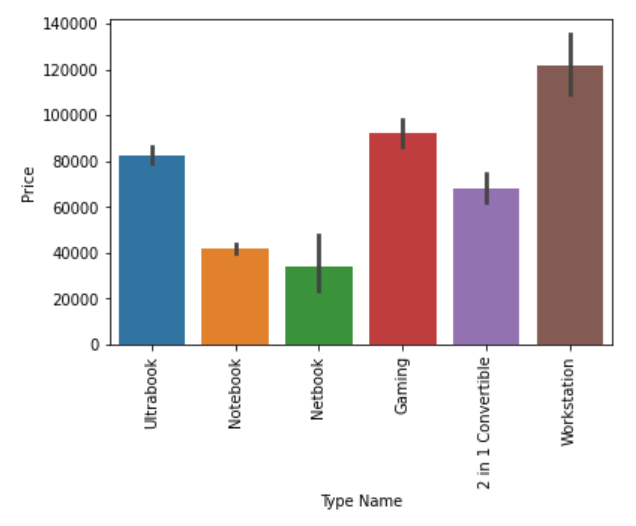 140000
120000
100000
80000
60000
40000
20000
0
Price
Ultrabook
Notebook
Netbook
Gaming
2 in 1 Convertible
Workstation
Type Name